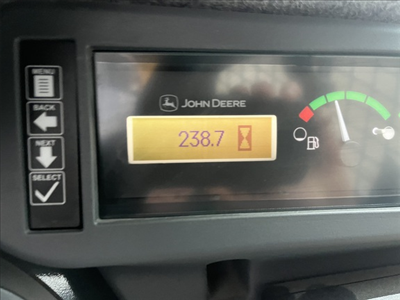 MENU
BACK
NEXT
SELECT
JOHN DEERE
238.7